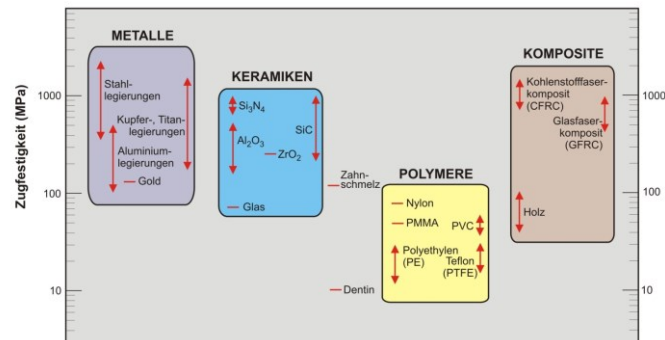 METALLE
KERAMIKEN
KOMPOSITE
POLYMERE
Zugfestigkeit (MPa)
1000
100
10
Stahl-
legierungen
Kupfer-, Titan-
legierungen
Aluminium-
legierungen
Gold
Si₃N₄
Al₂O₃
SiC
ZrO₂
Glas
Zahn-
schmelz
Dentin
Nylon
PMMA
PVC
Polyethylen
(PE)
Teflon
(PTFE)
Kohlenstofffaser-
komposit
(CFRC)
Glasfaser-
komposit
(GFRC)
Holz
1000
100
10